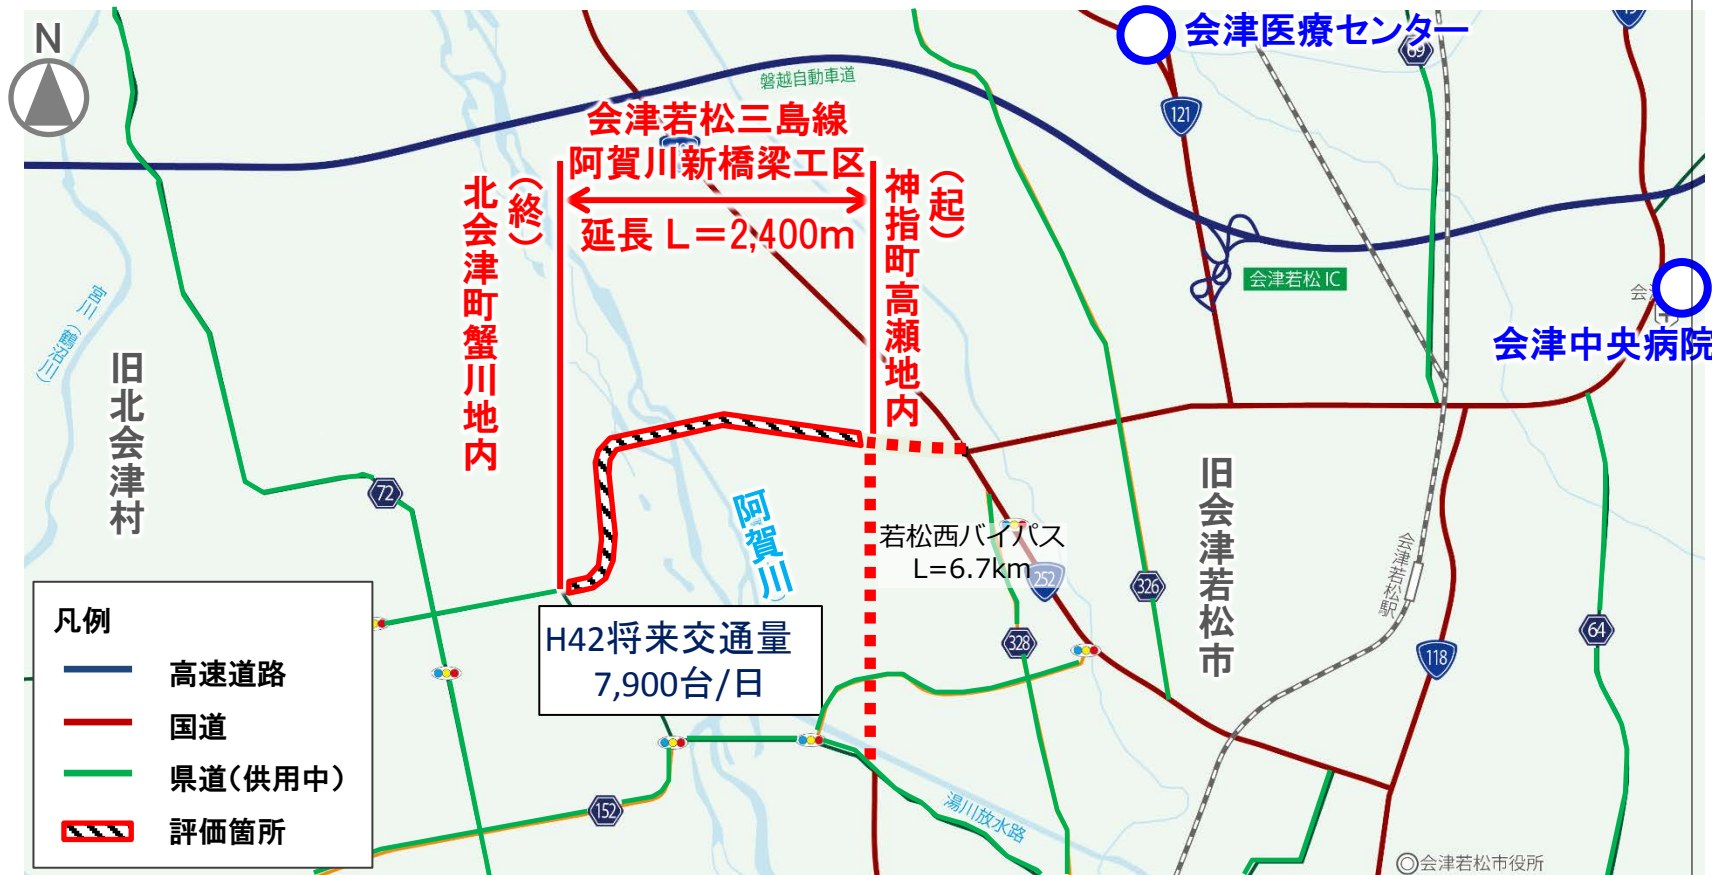 N
会津医療センター
69
磐越自動車道
121
会津若松三島線
阿賀川新橋梁工区
延長 L=2,400m
(終)
北会津町蟹川地内
(起)
神指町高瀬地内
会津若松 IC
会津中央病院
宮川(鶴沼川)
旧北会津村
72
阿賀川
若松西バイパス
L=6.7km
252
旧会津若松市
326
会津若松駅
328
118
64
H42将来交通量
7,900台/日
152
湯川放水路
会津若松市役所
凡例
高速道路
国道
県道(供用中)
評価箇所